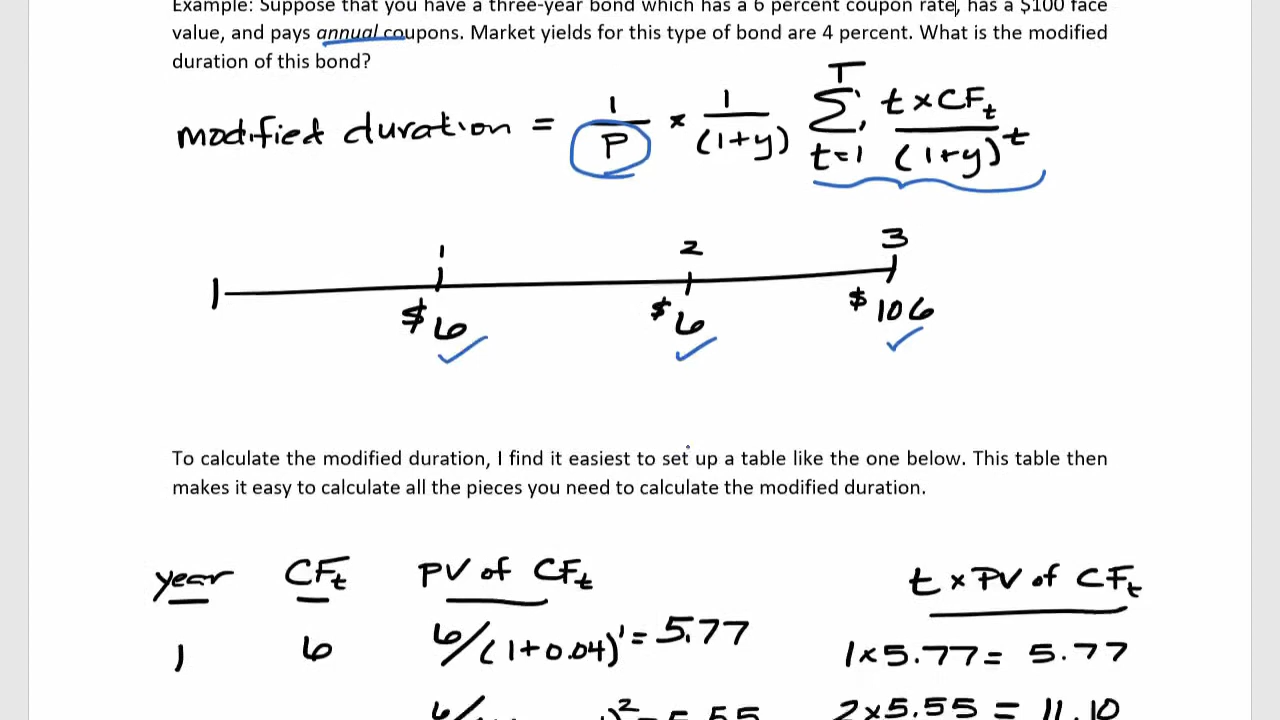 Example: Suppose that you have a three-year bond which has a 6 percent coupon rate, has a $100 face
value, and pays annual coupons. Market yields for this type of bond are 4 percent. What is the modified
duration of this bond?
modified duration = 1/P * 1/(1+y) Σ_{t=1}^{T} t×CF_t/(1+y)^t
1 2 3
$6 $6 $106
To calculate the modified duration, I find it easiest to set up a table like the one below. This table then
makes it easy to calculate all the pieces you need to calculate the modified duration.
year CF_t PV of CF_t t × PV of CF_t
1 6 6/(1+0.04)^1 = 5.77 1×5.77 = 5.77
2×5.55 = 11.10